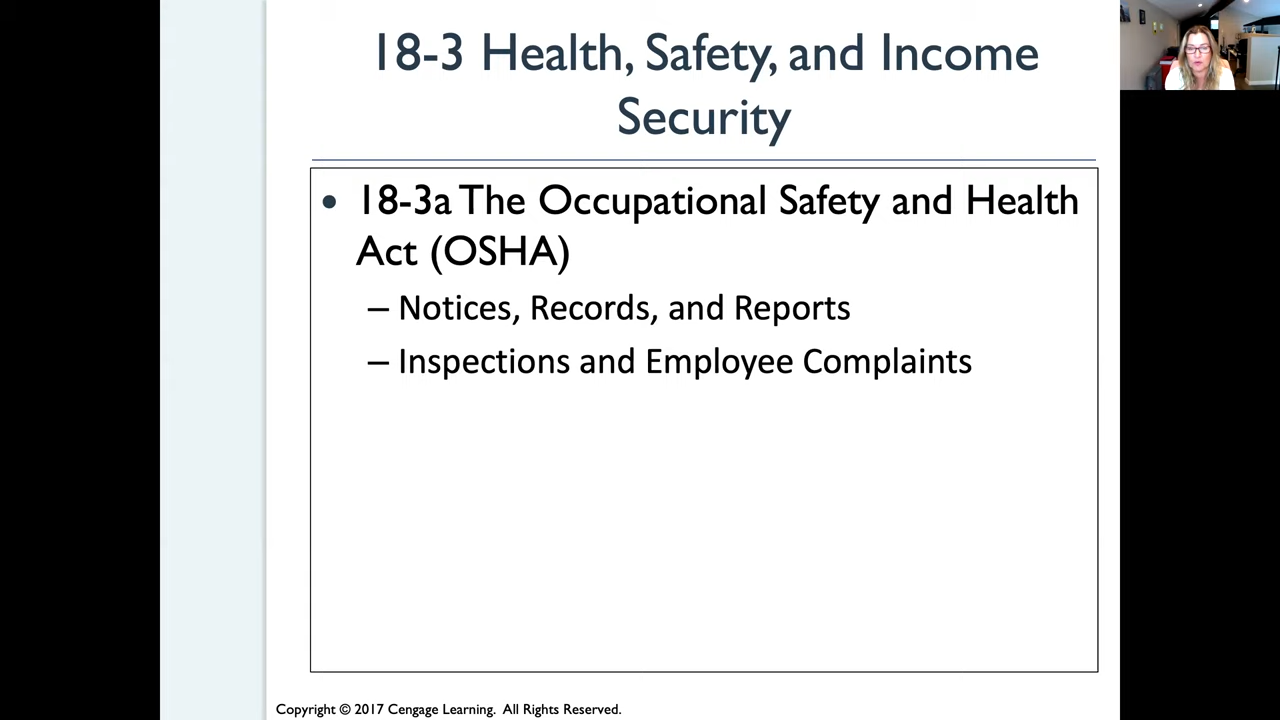 18-3 Health, Safety, and Income
Security
• 18-3a The Occupational Safety and Health
Act (OSHA)
– Notices, Records, and Reports
– Inspections and Employee Complaints
Copyright © 2017 Cengage Learning. All Rights Reserved.